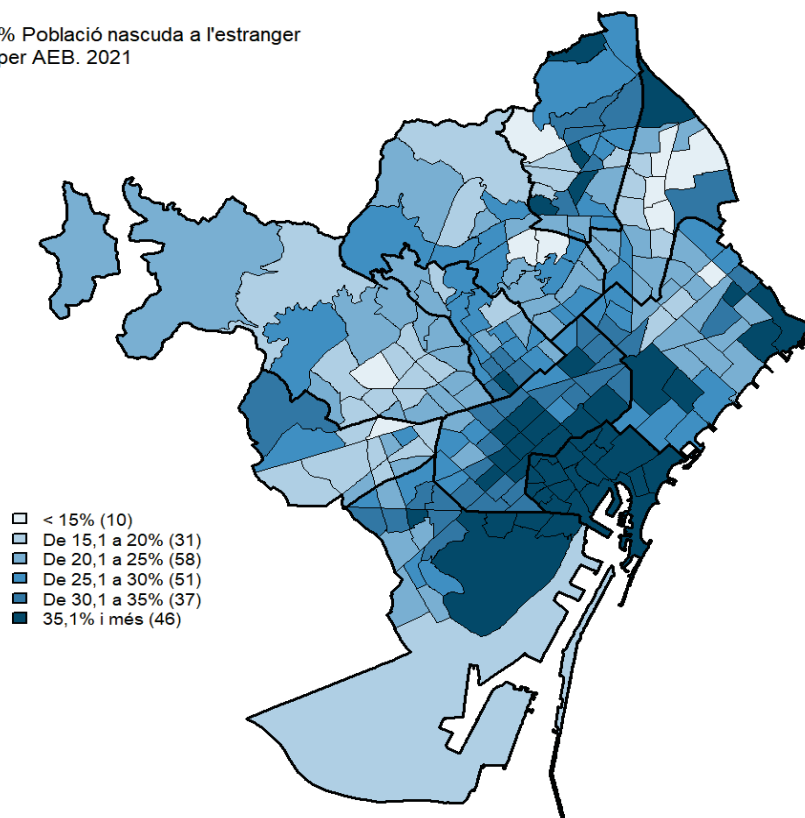 % Població nascuda a l'estranger
per AEB. 2021
< 15% (10)
De 15,1 a 20% (31)
De 20,1 a 25% (58)
De 25,1 a 30% (51)
De 30,1 a 35% (37)
35,1% i més (46)